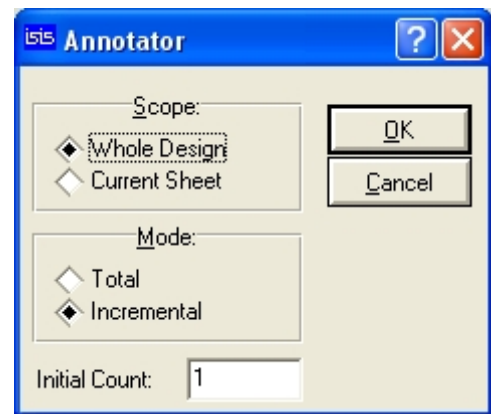 isis Annotator
Scope:
Whole Design
Current Sheet
OK
Cancel
Mode:
Total
Incremental
Initial Count: 1